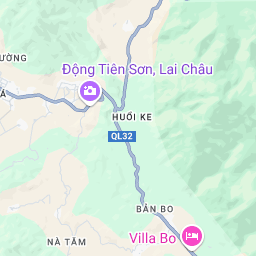 ƯỜNG
Động Tiên Sơn, Lai Châu
Á
HUỔI KE
QL32
BẢN BO
NÀ TĂM
Villa Bo